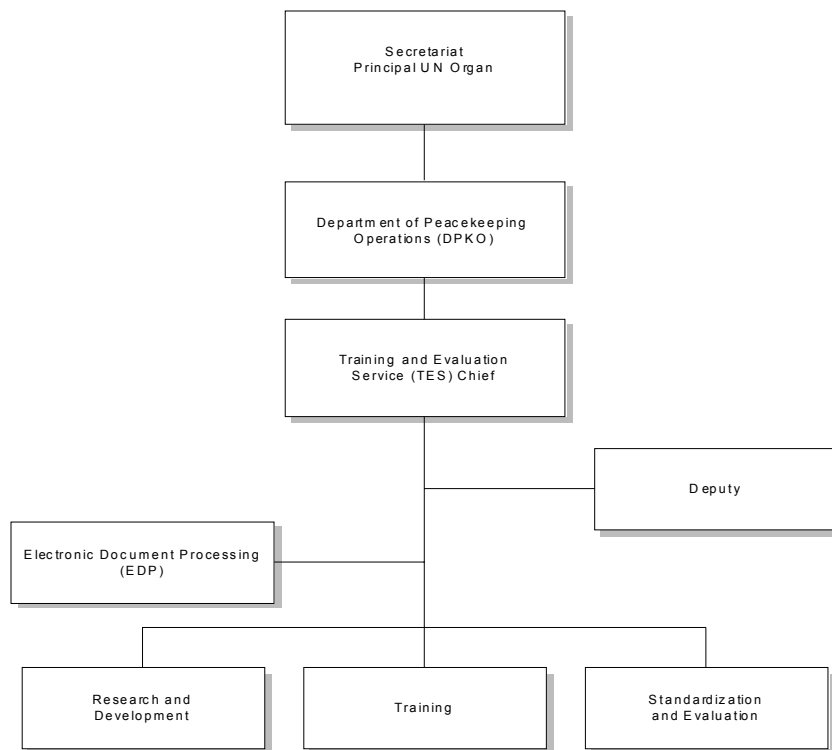 Secretariat
Principal UN Organ
Department of Peacekeeping
Operations (DPKO)
Training and Evaluation
Service (TES) Chief
Deputy
Electronic Document Processing
(EDP)
Research and
Development
Training
Standardization
and Evaluation